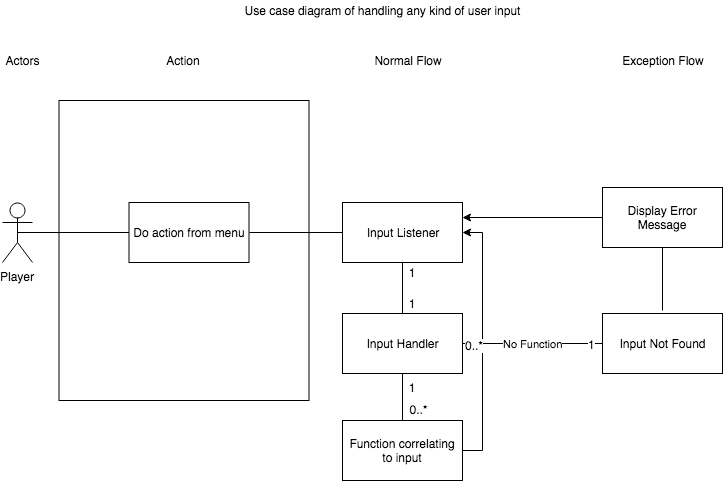 Use case diagram of handling any kind of user input
Actors
Action
Normal Flow
Exception Flow
Do action from menu
Input Listener
Display Error
Message
Player
1
1
Input Handler
0..*
No Function
1
Input Not Found
1
0..*
Function correlating
to input